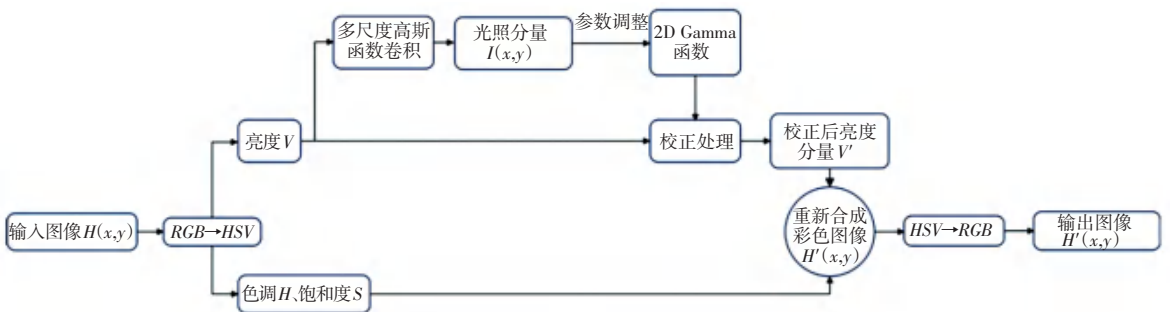 多尺度高斯
函数卷积
光照分量
I(x,y)
参数调整
2D Gamma
函数
亮度V
校正处理
校正后亮度
分量V′
输入图像H(x,y)
RGB→HSV
重新合成
彩色图像
H′(x,y)
HSV→RGB
输出图像
H′(x,y)
色调H、饱和度S